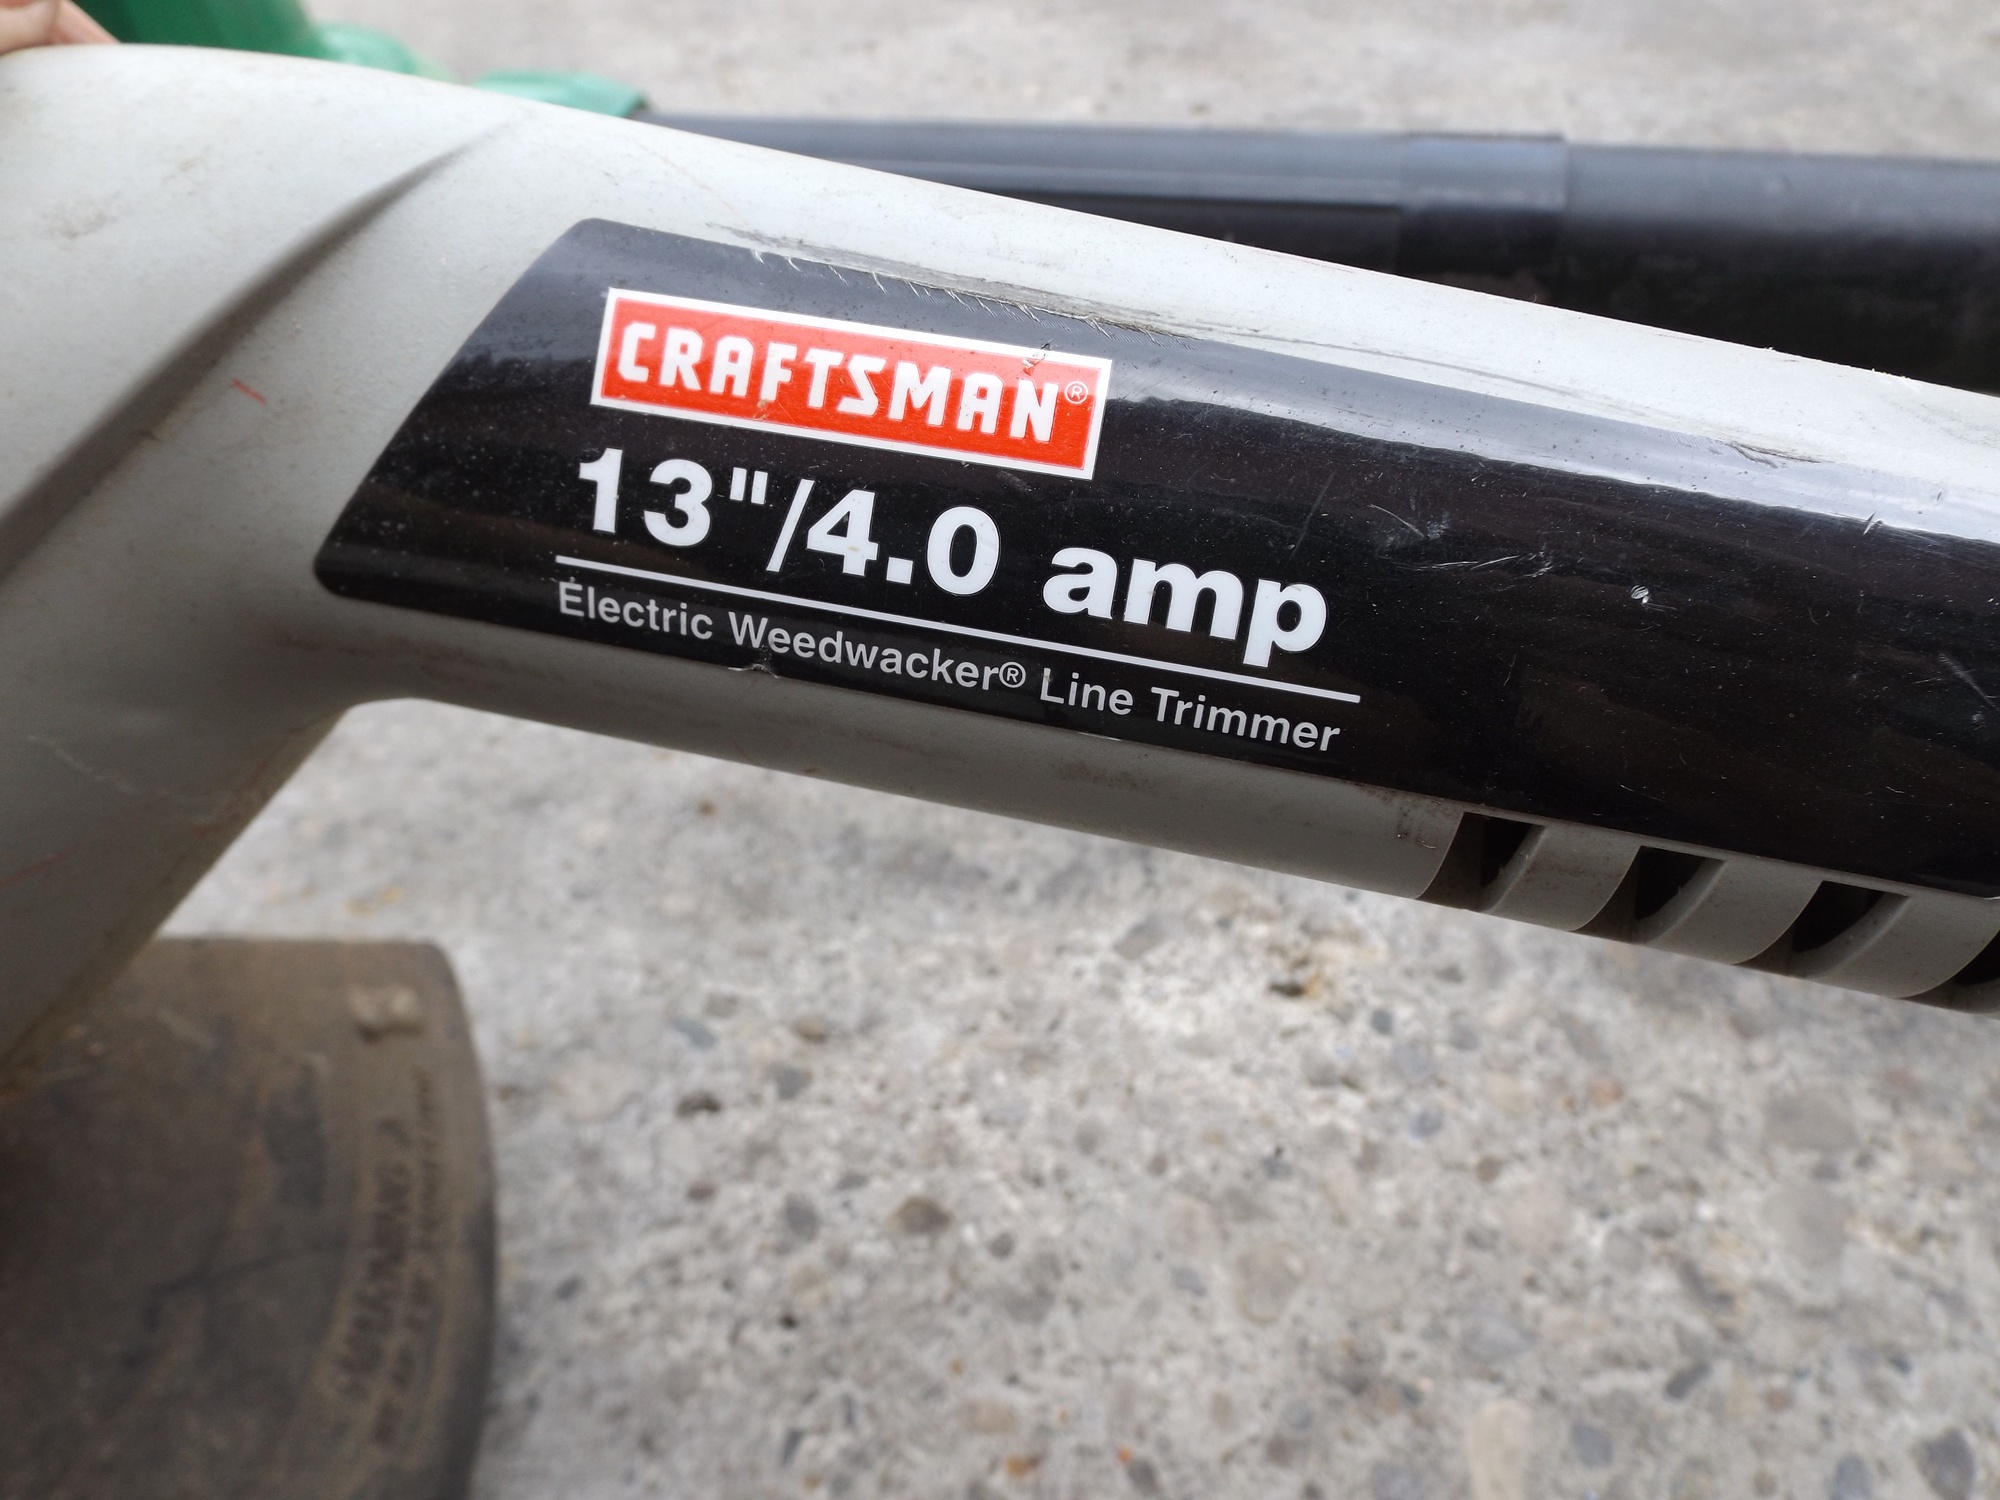 CRAFTSMAN®
13"/4.0 amp
Electric Weedwacker® Line Trimmer